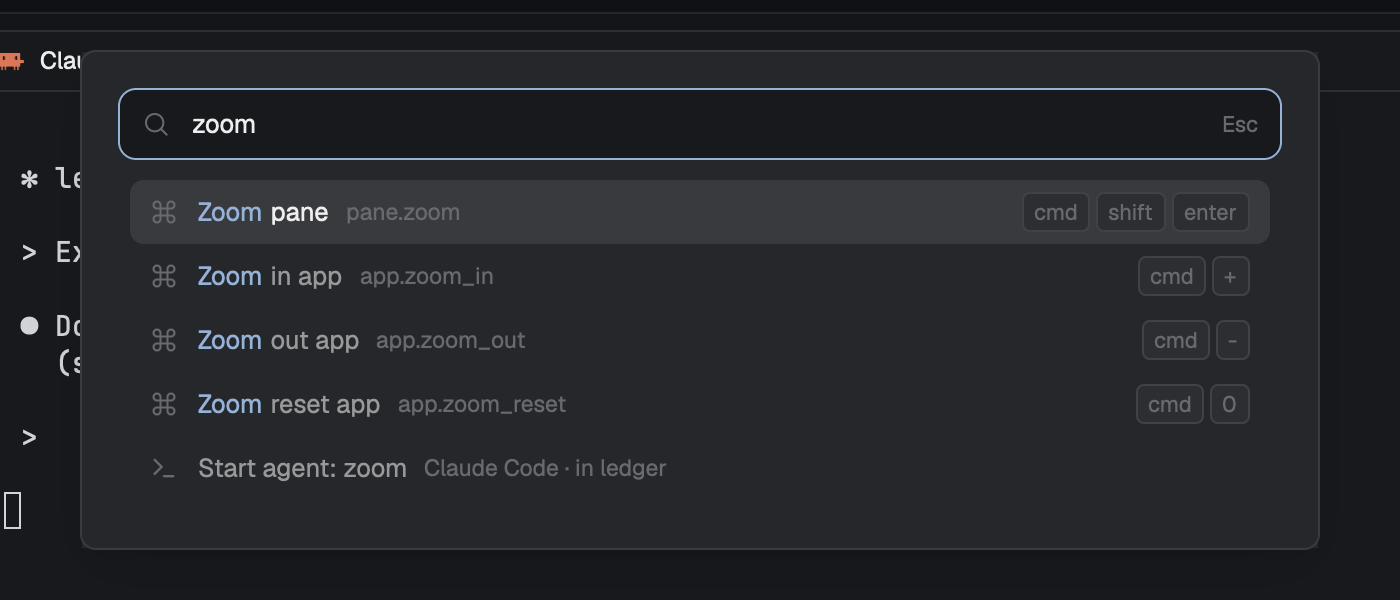 Clau
zoom Esc
* le
Zoom pane pane.zoom cmd shift enter
> Ex
Zoom in app app.zoom_in cmd +
● Do
Zoom out app app.zoom_out cmd -
(s
Zoom reset app app.zoom_reset cmd 0
>
Start agent: zoom Claude Code · in ledger